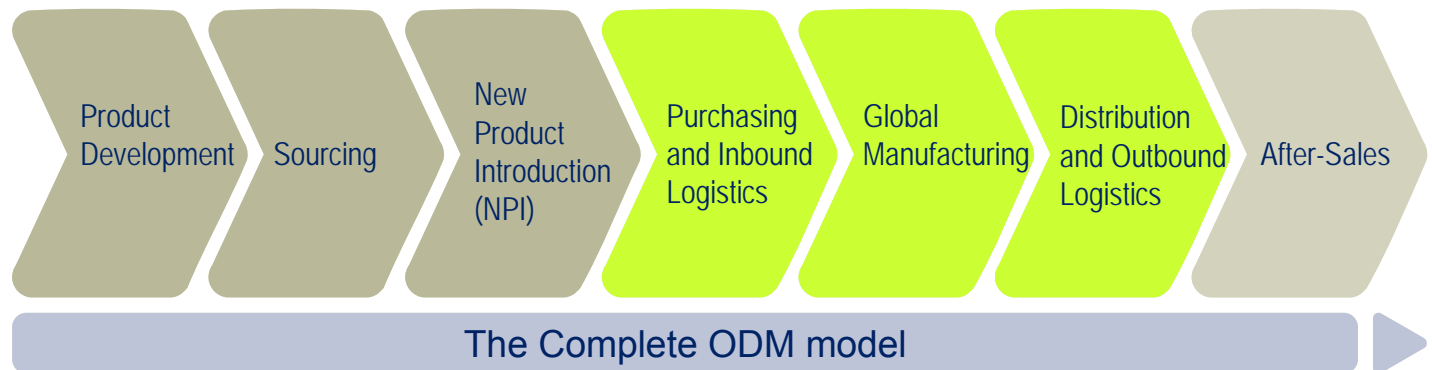 Product
Development
Sourcing
New
Product
Introduction
(NPI)
Purchasing
and Inbound
Logistics
Global
Manufacturing
Distribution
and Outbound
Logistics
After-Sales
The Complete ODM model